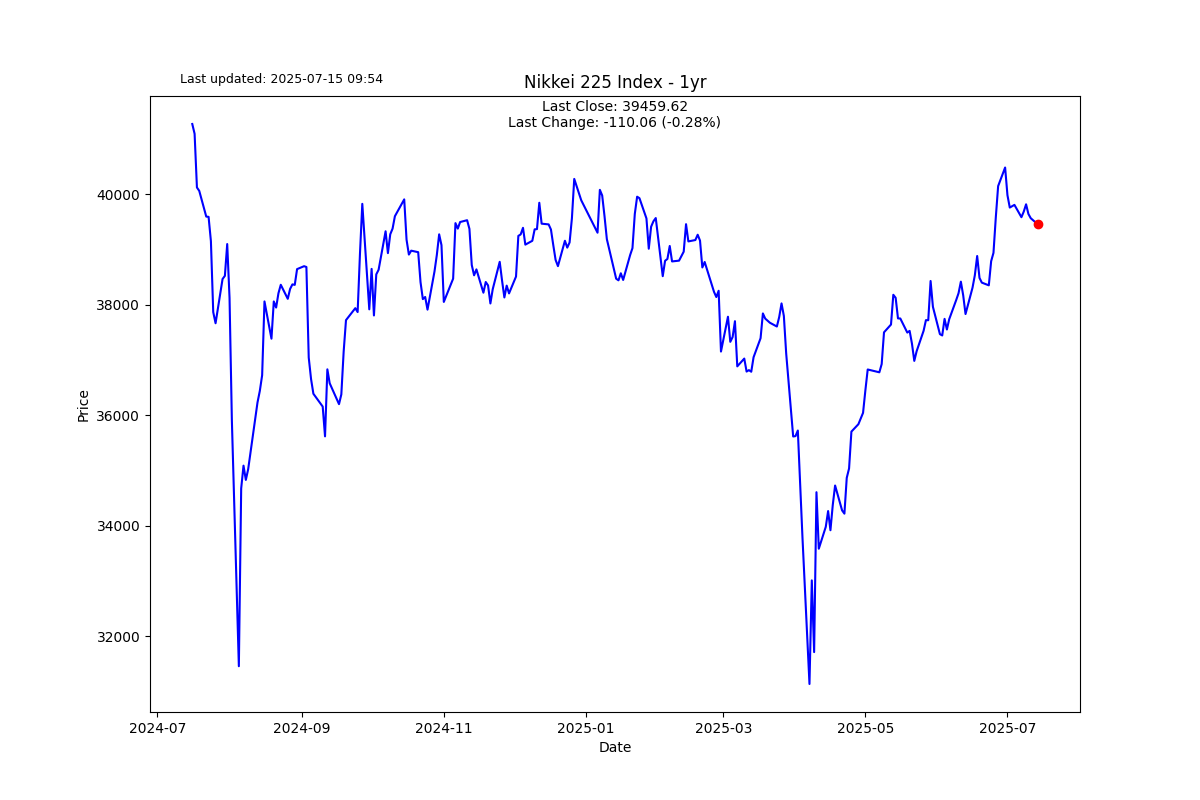 Last updated: 2025-07-15 09:54
Nikkei 225 Index - 1yr
Last Close: 39459.62
Last Change: -110.06 (-0.28%)
40000
38000
36000
34000
32000
Price
2024-07
2024-09
2024-11
2025-01
2025-03
2025-05
2025-07
Date